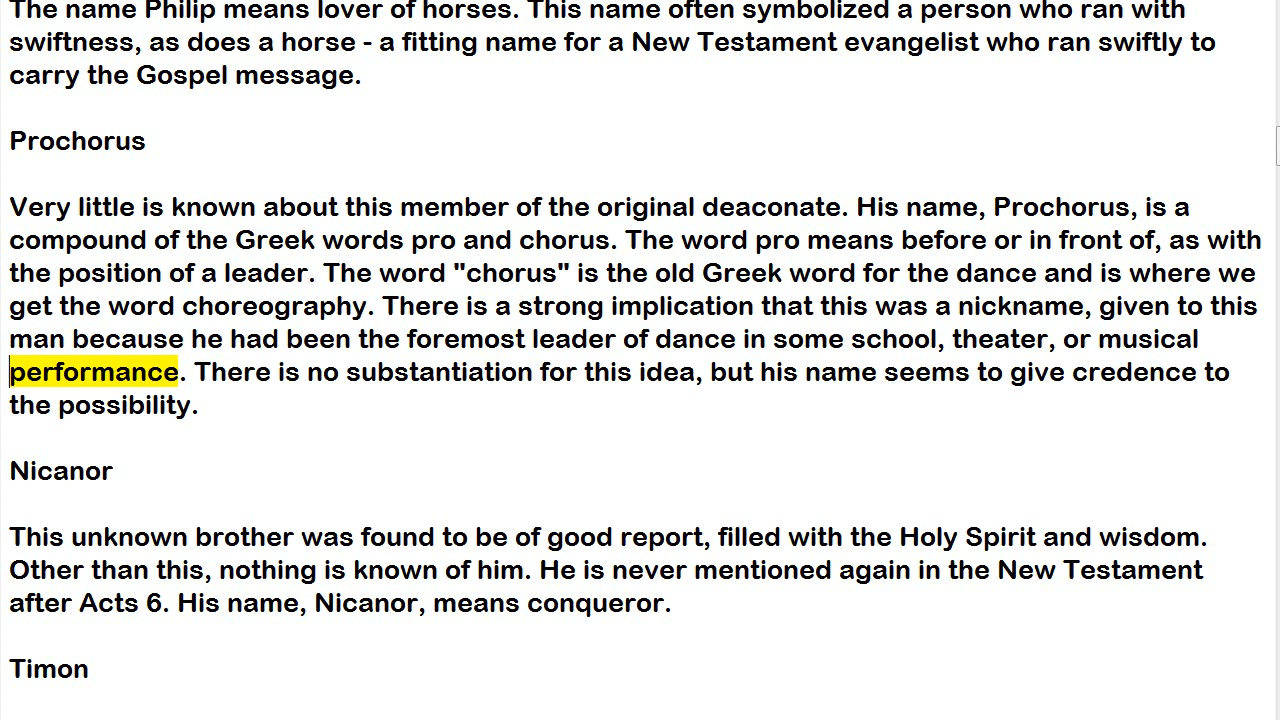 The name Philip means lover of horses. This name often symbolized a person who ran with
swiftness, as does a horse - a fitting name for a New Testament evangelist who ran swiftly to
carry the Gospel message.
Prochorus
Very little is known about this member of the original deaconate. His name, Prochorus, is a
compound of the Greek words pro and chorus. The word pro means before or in front of, as with
the position of a leader. The word "chorus" is the old Greek word for the dance and is where we
get the word choreography. There is a strong implication that this was a nickname, given to this
man because he had been the foremost leader of dance in some school, theater, or musical
performance. There is no substantiation for this idea, but his name seems to give credence to
the possibility.
Nicanor
This unknown brother was found to be of good report, filled with the Holy Spirit and wisdom.
Other than this, nothing is known of him. He is never mentioned again in the New Testament
after Acts 6. His name, Nicanor, means conqueror.
Timon